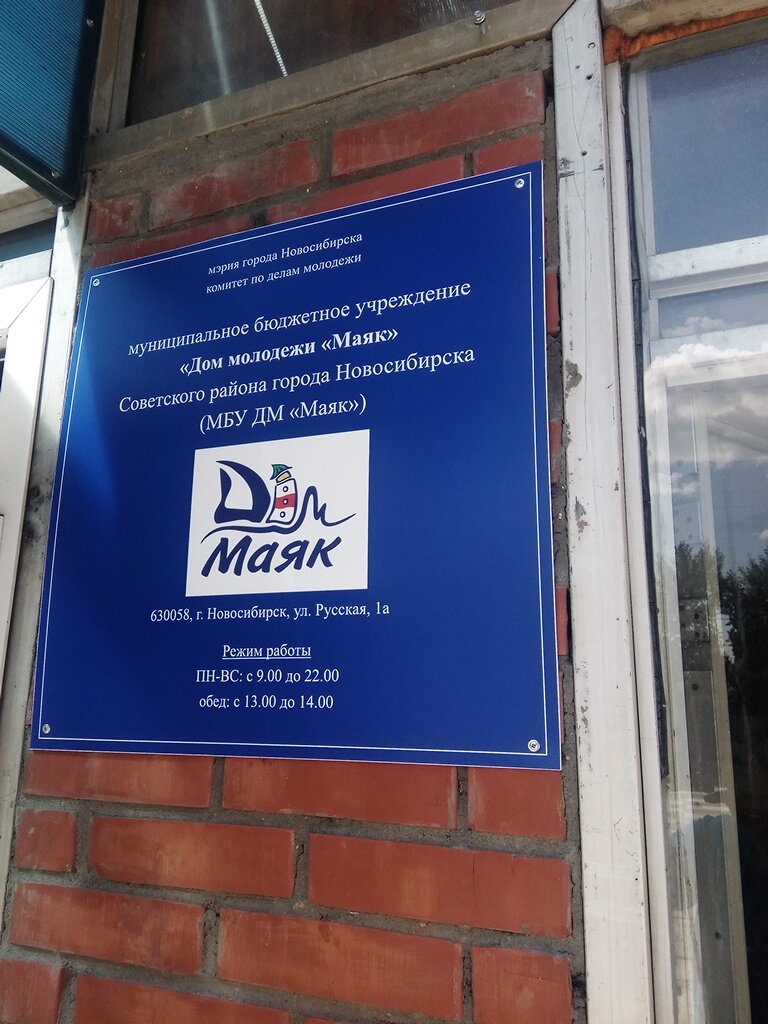 мэрия города Новосибирска
комитет по делам молодежи
муниципальное бюджетное учреждение
«Дом молодежи «Маяк»
Советского района города Новосибирска
(МБУ ДМ «Маяк»)
Дом
Маяк
630058, г. Новосибирск, ул. Русская, 1а
Режим работы
ПН-ВС: с 9.00 до 22.00
обед: с 13.00 до 14.00